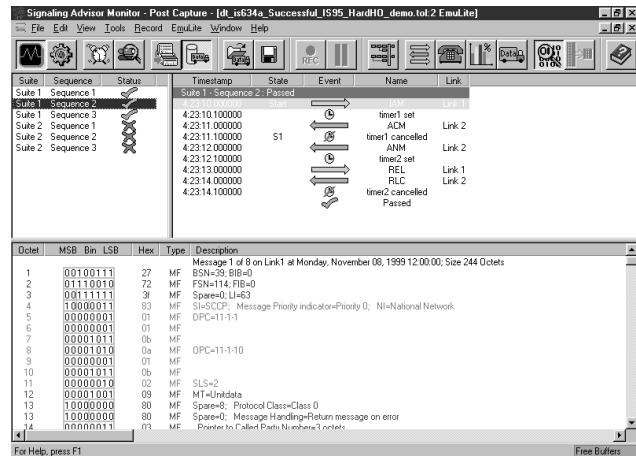 Signaling Advisor Monitor - Post Capture - [dt_is634a_Successful_IS95_HardHO_demo.tol:2 EmuLite]
File Edit View Tools Record EmuLite Window Help
REC
Data
Suite Sequence Status
Suite 1 Sequence 1
Suite 1 Sequence 2
Suite 1 Sequence 3
Suite 2 Sequence 1
Suite 2 Sequence 2
Suite 2 Sequence 3
Timestamp State Event Name Link
Suite 1 - Sequence 2 : Passed
4:23:10.000000 Start IAM Link 1
4:23:10.100000 timer1 set
4:23:11.000000 ACM Link 2
4:23:11.100000 S1 timer1 cancelled
4:23:12.000000 ANM Link 2
4:23:12.100000 timer2 set
4:23:13.000000 REL Link 1
4:23:14.000000 RLC Link 2
4:23:14.100000 timer2 cancelled
Passed
Octet MSB Bin LSB Hex Type Description
Message 1 of 8 on Link1 at Monday, November 08, 1999 12:00:00; Size 244 Octets
1 00100111 27 MF BSN=39; BIB=0
2 01110010 72 MF FSN=114; FIB=0
3 00111111 3f MF Spare=0; LI=63
4 10000011 83 MF SI=SCCP; Message Priority indicator=Priority 0; NI=National Network
5 00000001 01 MF DPC=11-1-1
6 00000001 01 MF
7 00001011 0b MF
8 00001010 0a MF OPC=11-1-10
9 00000001 01 MF
10 00001011 0b MF
11 00000010 02 MF SLS=2
12 00001001 09 MF MT=Unitdata
13 10000000 80 MF Spare=8; Protocol Class=Class 0
13 10000000 80 MF Spare=0; Message Handling=Return message on error
14 00000011 03 MF Pointer to Called Party Number=3 octets
For Help, press F1 Free Buffers